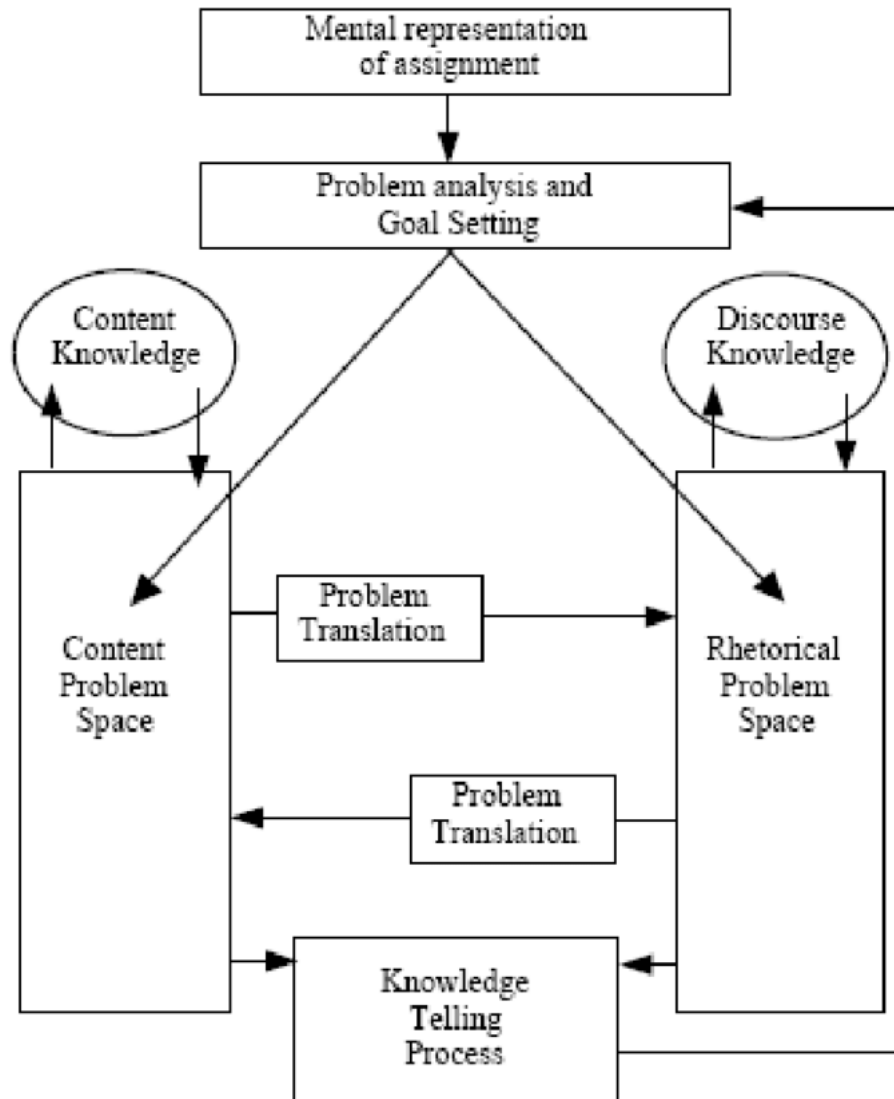 Mental representation
of assignment
Problem analysis and
Goal Setting
Content
Knowledge
Discourse
Knowledge
Problem
Translation
Content
Problem
Space
Rhetorical
Problem
Space
Problem
Translation
Knowledge
Telling
Process